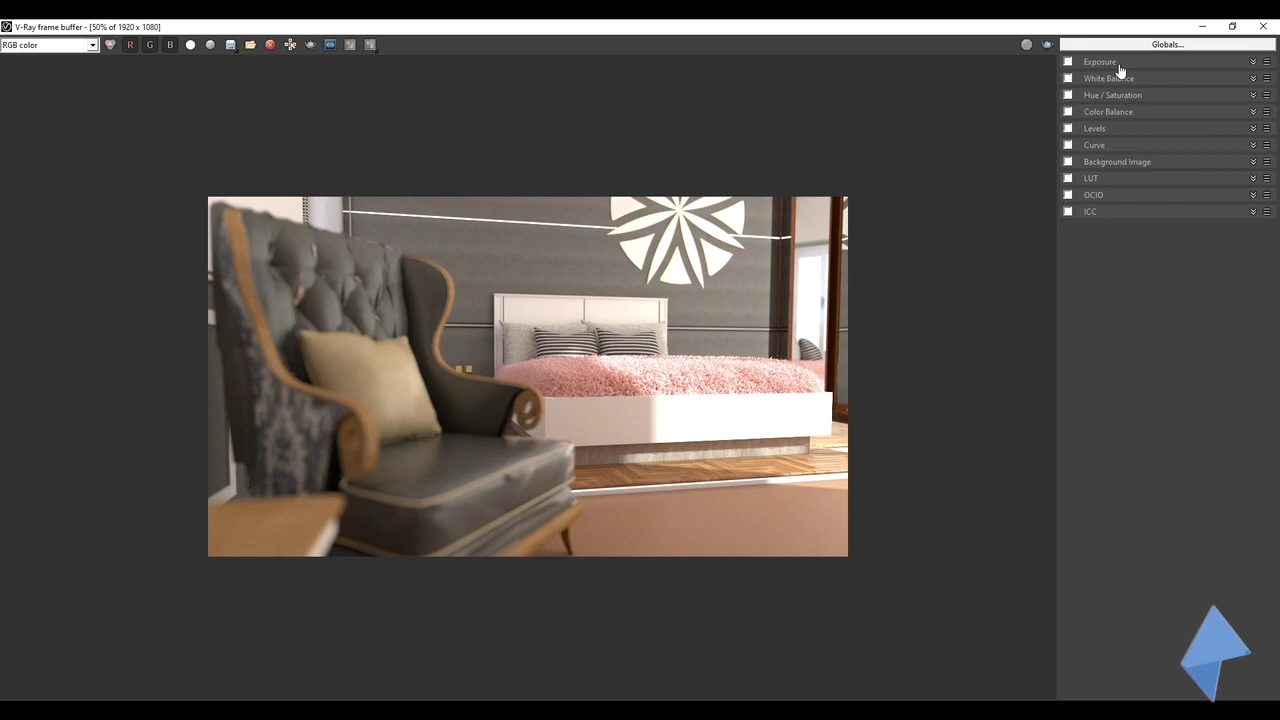 V-Ray frame buffer - [50% of 1920 x 1080]
RGB color
R
G
B
Globals...
Exposure
White Balance
Hue / Saturation
Color Balance
Levels
Curve
Background Image
LUT
OCIO
ICC